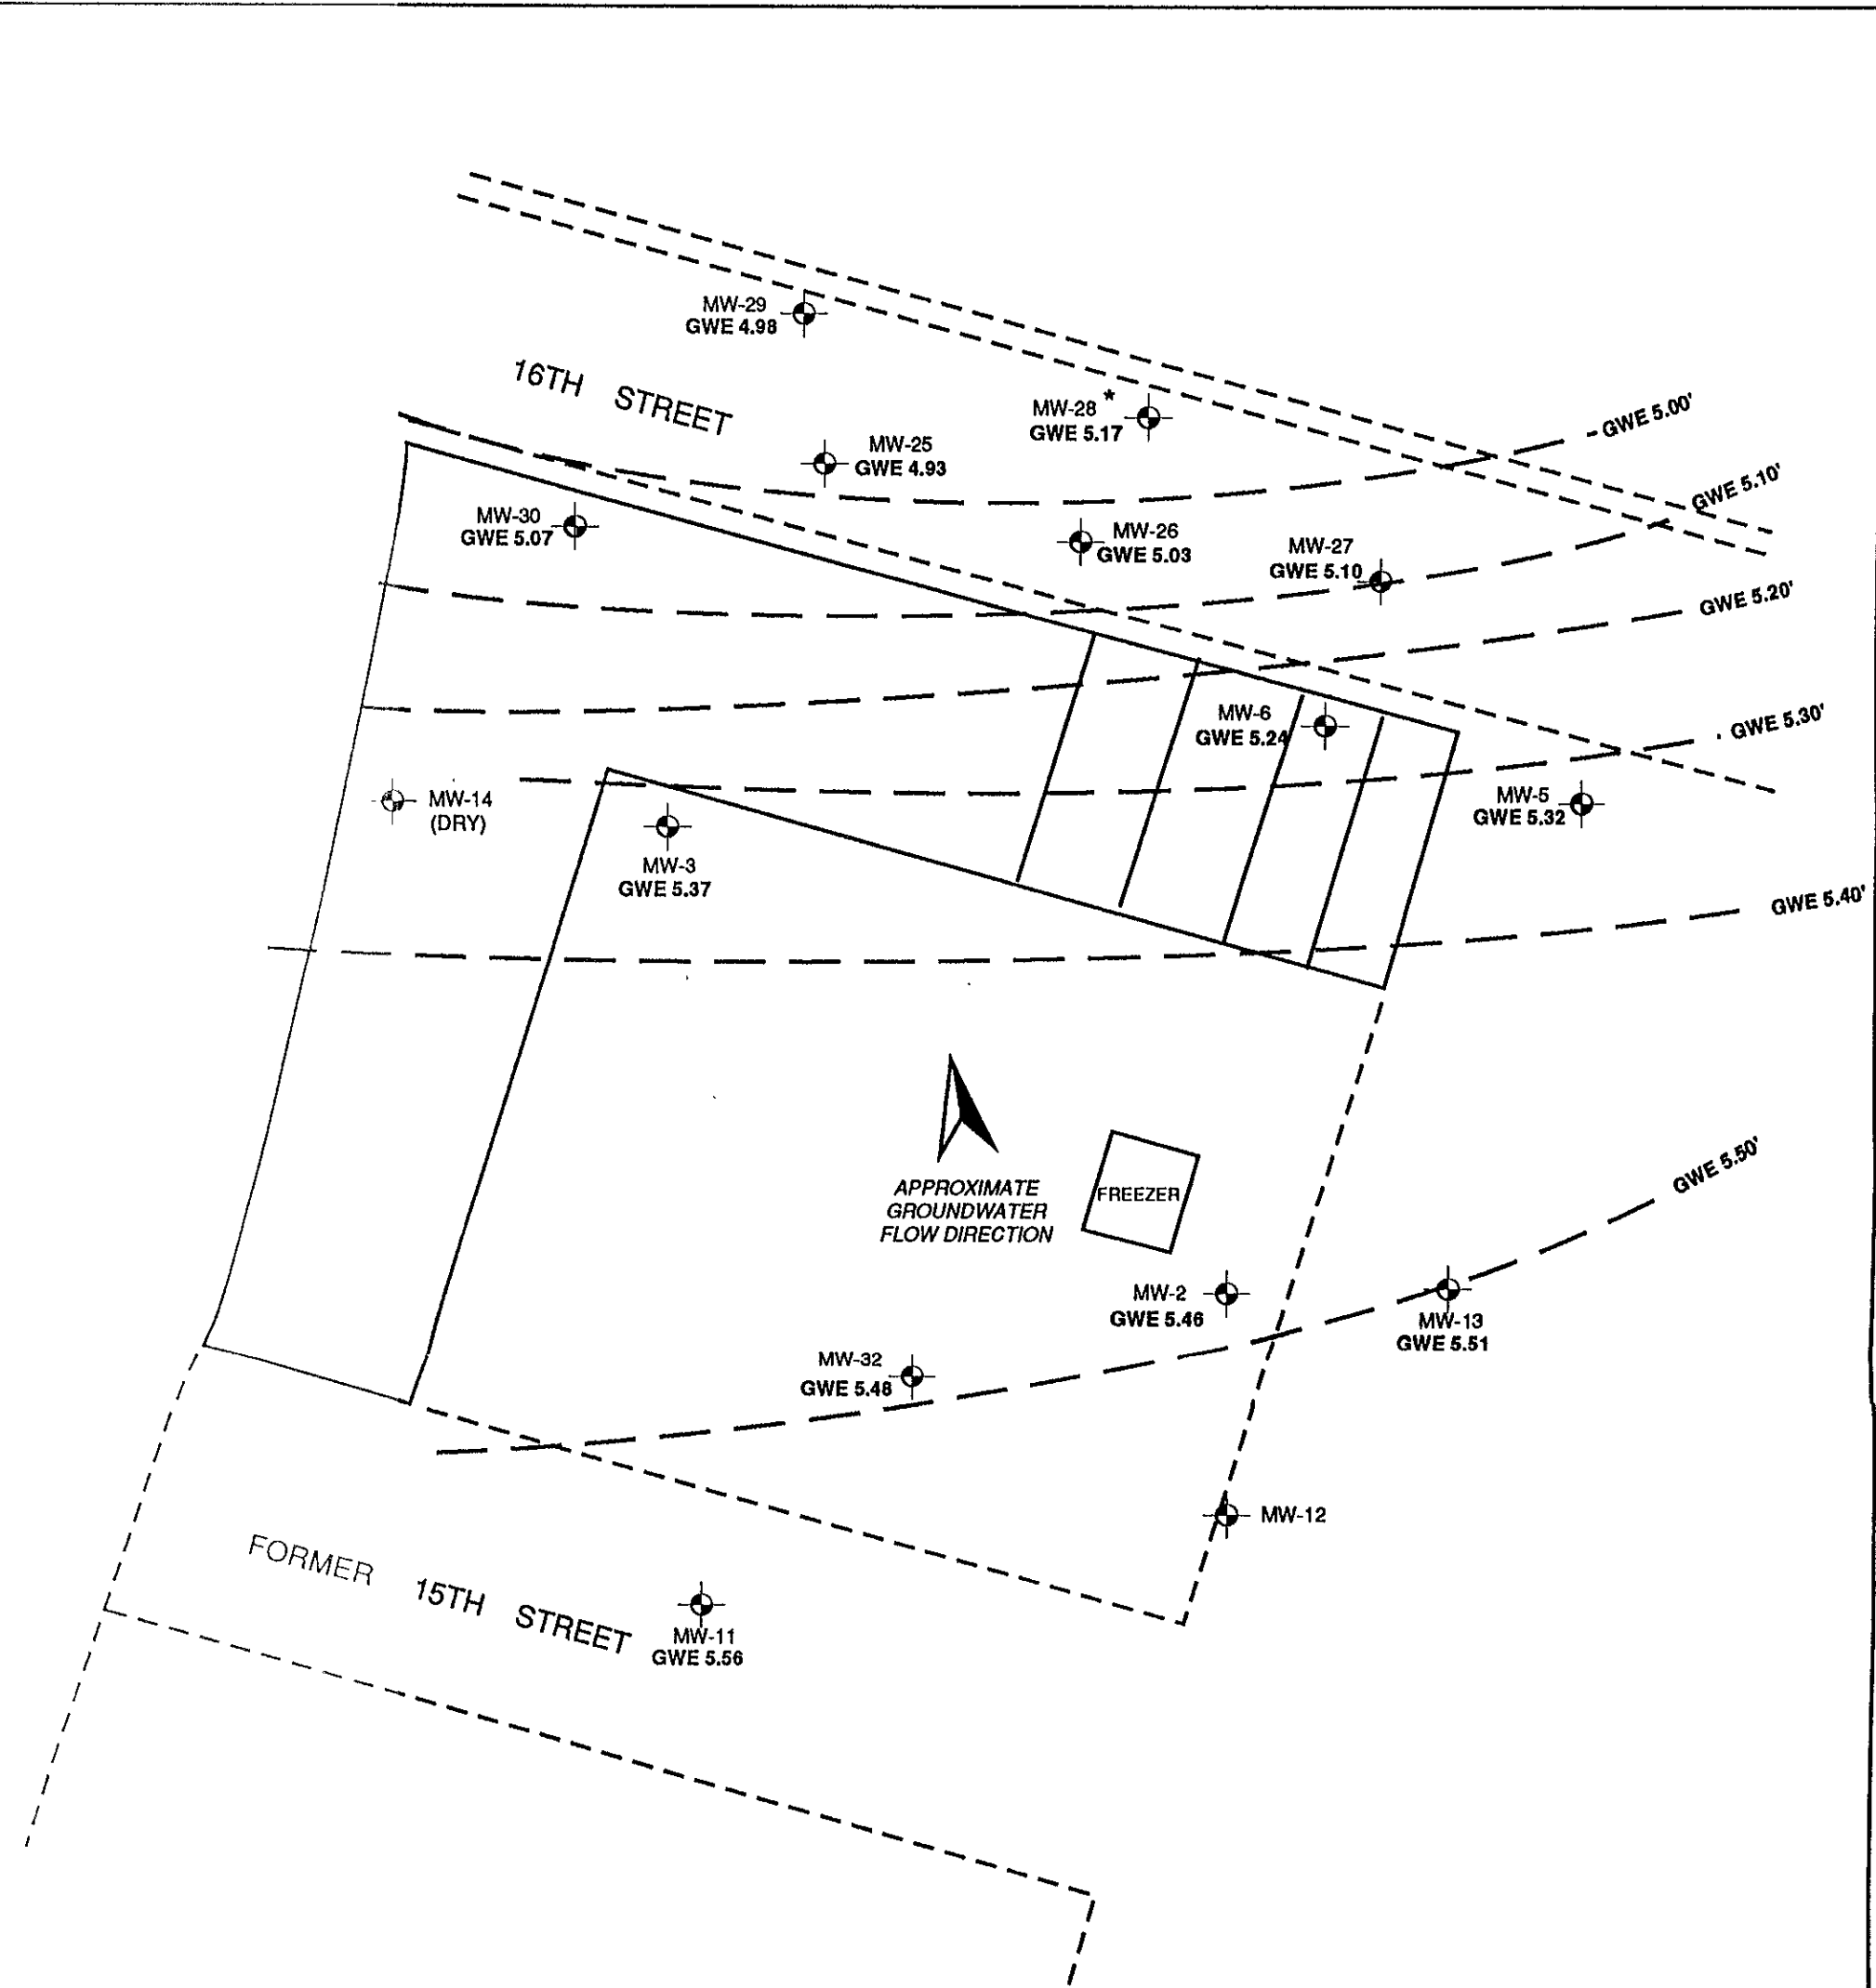 MW-29
GWE 4.98
16TH STREET
MW-28 *
GWE 5.17
GWE 5.00'
MW-25
GWE 4.93
GWE 5.10'
MW-30
GWE 5.07
MW-26
GWE 5.03
MW-27
GWE 5.10
GWE 5.20'
MW-6
GWE 5.24
GWE 5.30'
MW-14
(DRY)
MW-5
GWE 5.32
MW-3
GWE 5.37
GWE 5.40'
APPROXIMATE
GROUNDWATER
FLOW DIRECTION
FREEZER
GWE 5.50'
MW-2
GWE 5.46
MW-13
GWE 5.51
MW-32
GWE 5.48
MW-12
FORMER 15TH STREET
MW-11
GWE 5.56